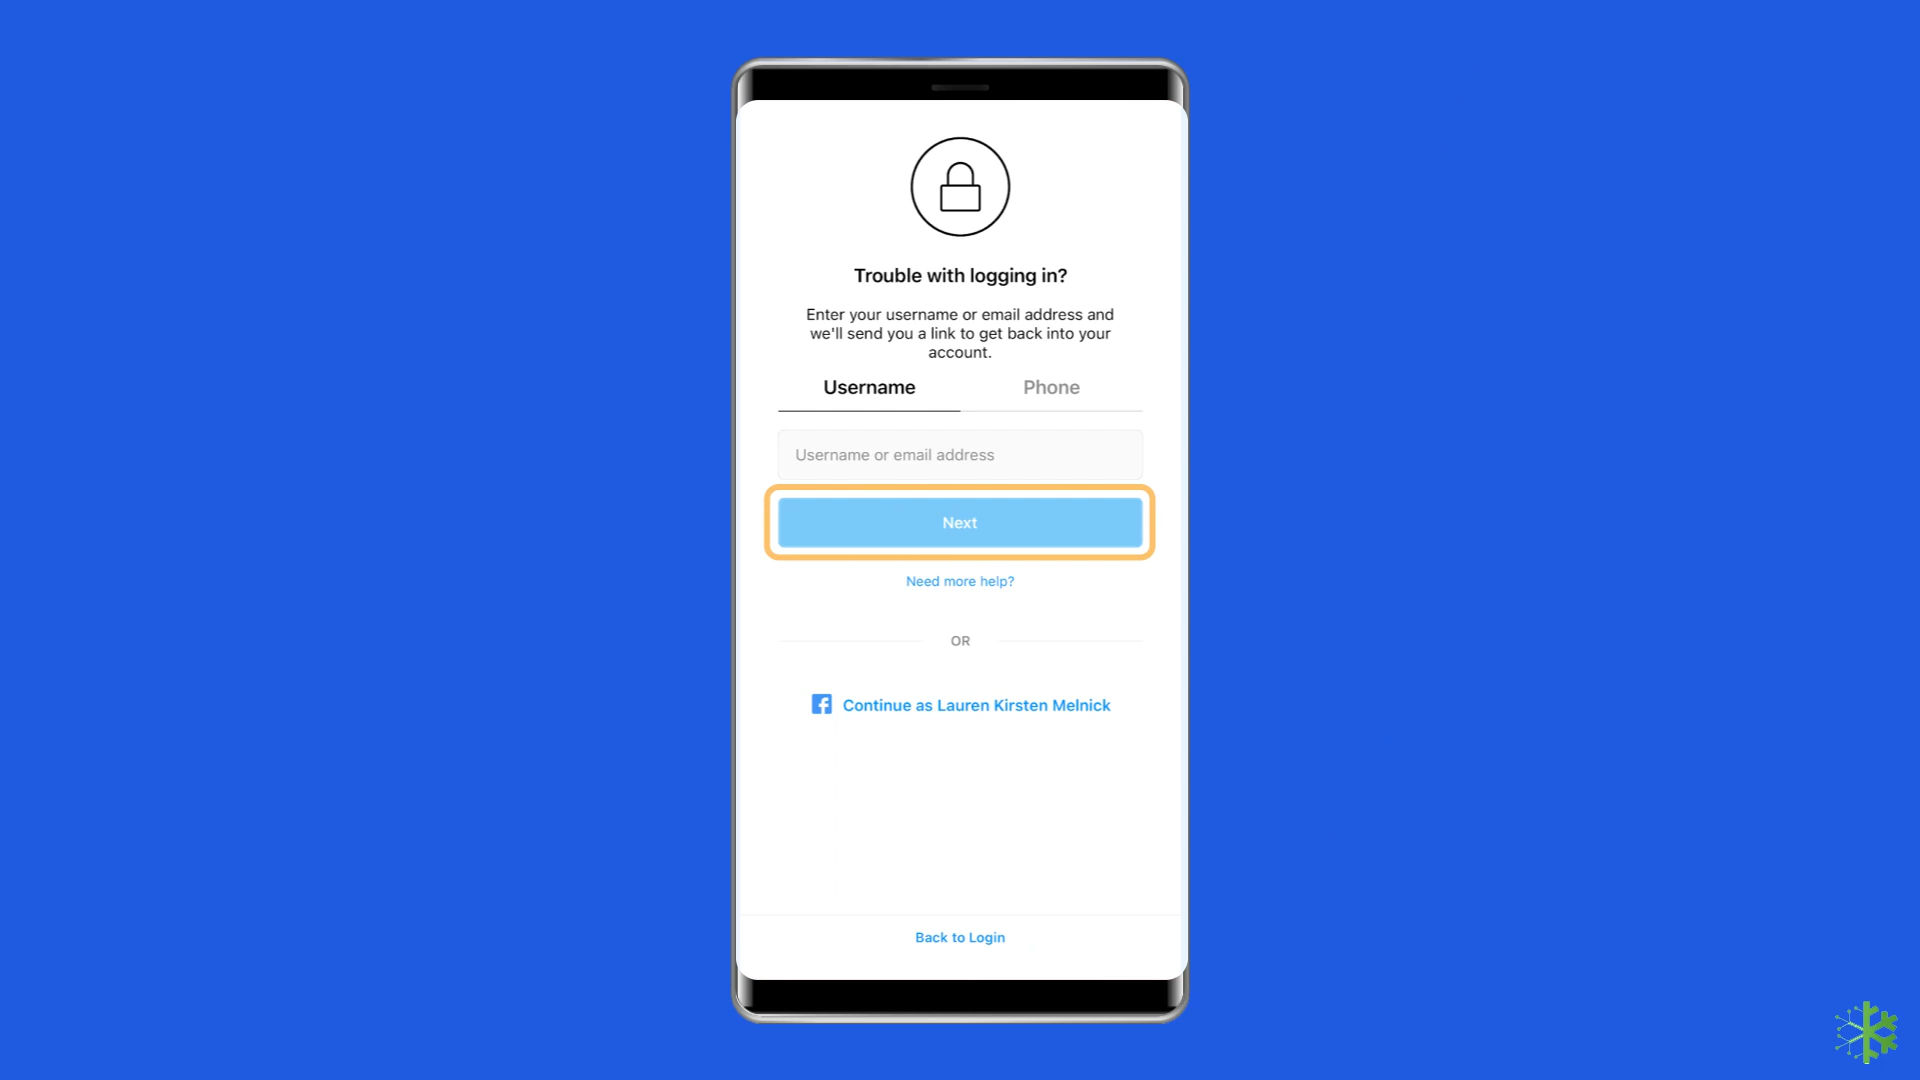 Trouble with logging in?
Enter your username or email address and
we'll send you a link to get back into your
account.
Username
Phone
Username or email address
Next
Need more help?
OR
Continue as Lauren Kirsten Melnick
Back to Login